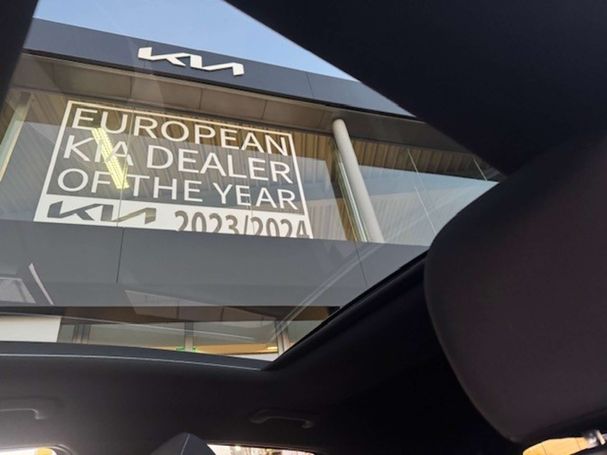 KIA
EUROPEAN
KIA DEALER
OF THE YEAR
KIA 2023/2024